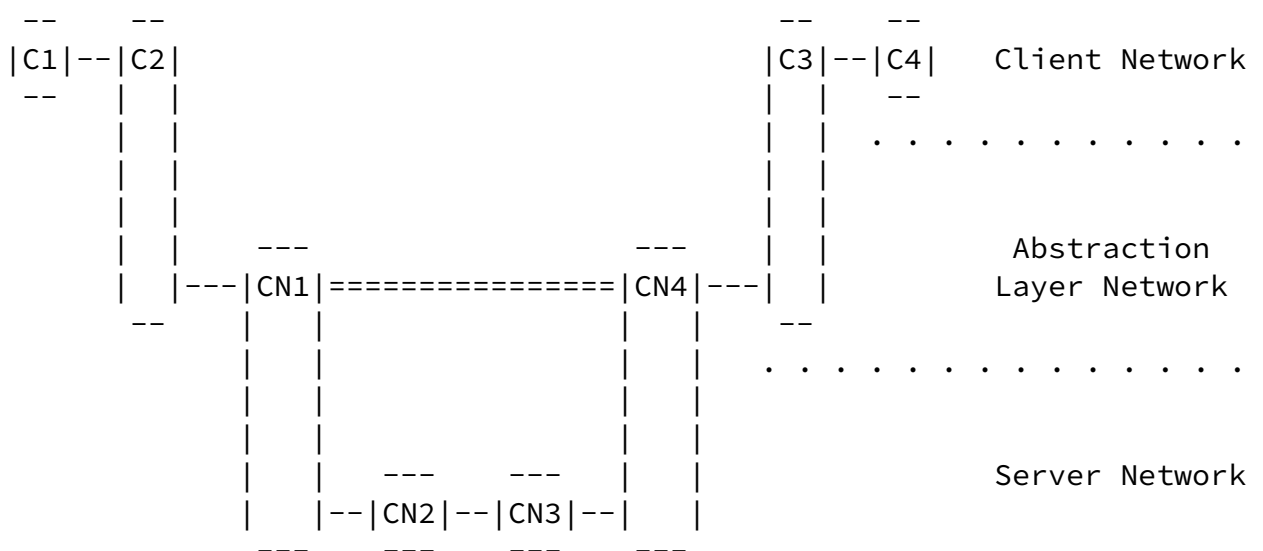 --     --                                  --    --
|C1|--|C2|                                |C3|--|C4|    Client Network
 --   |  |                                |  |   --
      |  |                                |  |  . . . . . . . . . . .
      |  |                                |  |
      |  |                                |  |
      |  |    ---                  ---    |  |           Abstraction
      |  |---|CN1|================|CN4|---|  |          Layer Network
       --    |   |                |   |    --
             |   |                |   |   . . . . . . . . . . . . . .
             |   |                |   |
             |   |                |   |
             |   |   ---    ---   |   |                 Server Network
             |   |--|CN2|--|CN3|--|   |
              ---    ---    ---    ---